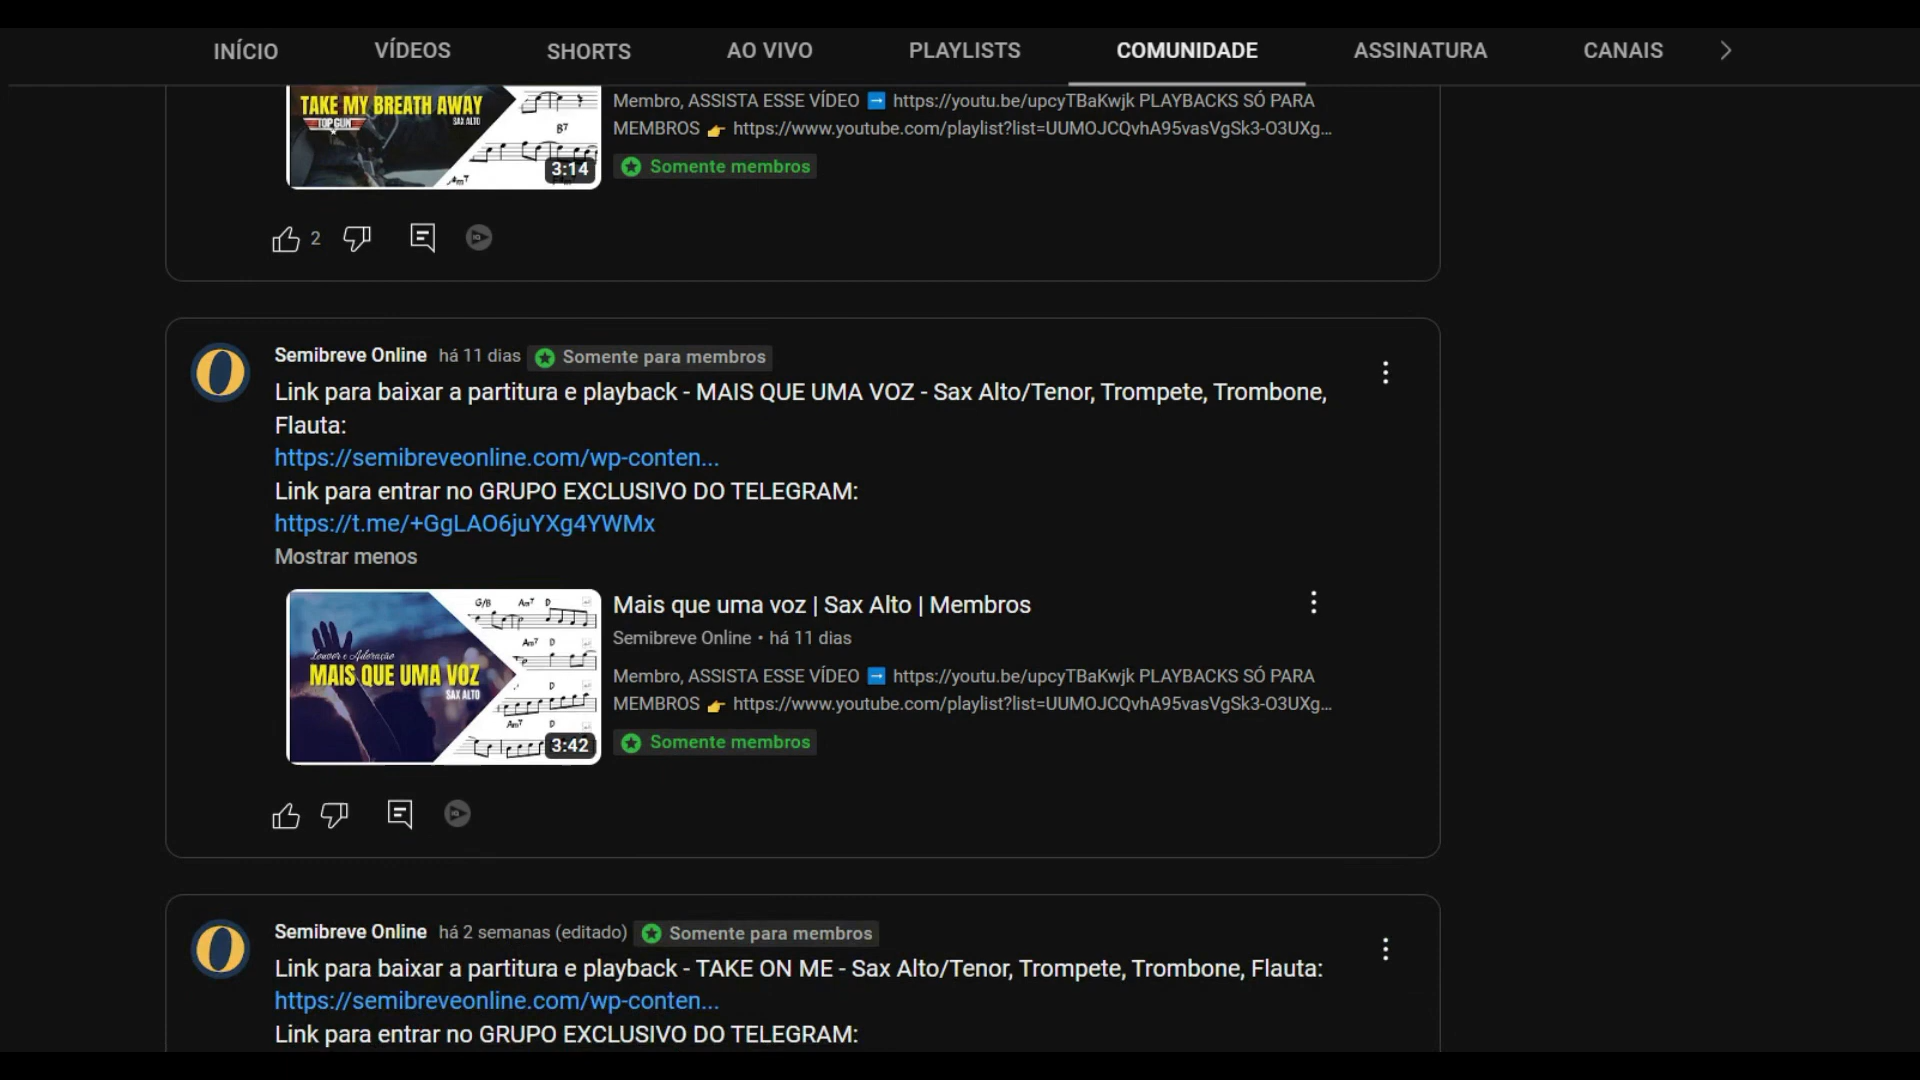 INÍCIO VÍDEOS SHORTS AO VIVO PLAYLISTS COMUNIDADE ASSINATURA CANAIS
TAKE MY BREATH AWAY
TOP GUN
SAX ALTO
B7
3:14
Membro, ASSISTA ESSE VÍDEO ➡ https://youtu.be/upcyTBaKwjk PLAYBACKS SÓ PARA
MEMBROS 👉 https://www.youtube.com/playlist?list=UUMOJCQvhA95vasVgSk3-O3UXg...
Somente membros
2
Semibreve Online há 11 dias Somente para membros
Link para baixar a partitura e playback - MAIS QUE UMA VOZ - Sax Alto/Tenor, Trompete, Trombone,
Flauta:
https://semibreveonline.com/wp-conten...
Link para entrar no GRUPO EXCLUSIVO DO TELEGRAM:
https://t.me/+GgLAO6juYXg4YWMx
Mostrar menos
Louvor e Adoração
MAIS QUE UMA VOZ
SAX ALTO
G/B Am7 D
Am7 D
D
Am7 D
3:42
Mais que uma voz | Sax Alto | Membros
Semibreve Online • há 11 dias
Membro, ASSISTA ESSE VÍDEO ➡ https://youtu.be/upcyTBaKwjk PLAYBACKS SÓ PARA
MEMBROS 👉 https://www.youtube.com/playlist?list=UUMOJCQvhA95vasVgSk3-O3UXg...
Somente membros
Semibreve Online há 2 semanas (editado) Somente para membros
Link para baixar a partitura e playback - TAKE ON ME - Sax Alto/Tenor, Trompete, Trombone, Flauta:
https://semibreveonline.com/wp-conten...
Link para entrar no GRUPO EXCLUSIVO DO TELEGRAM: